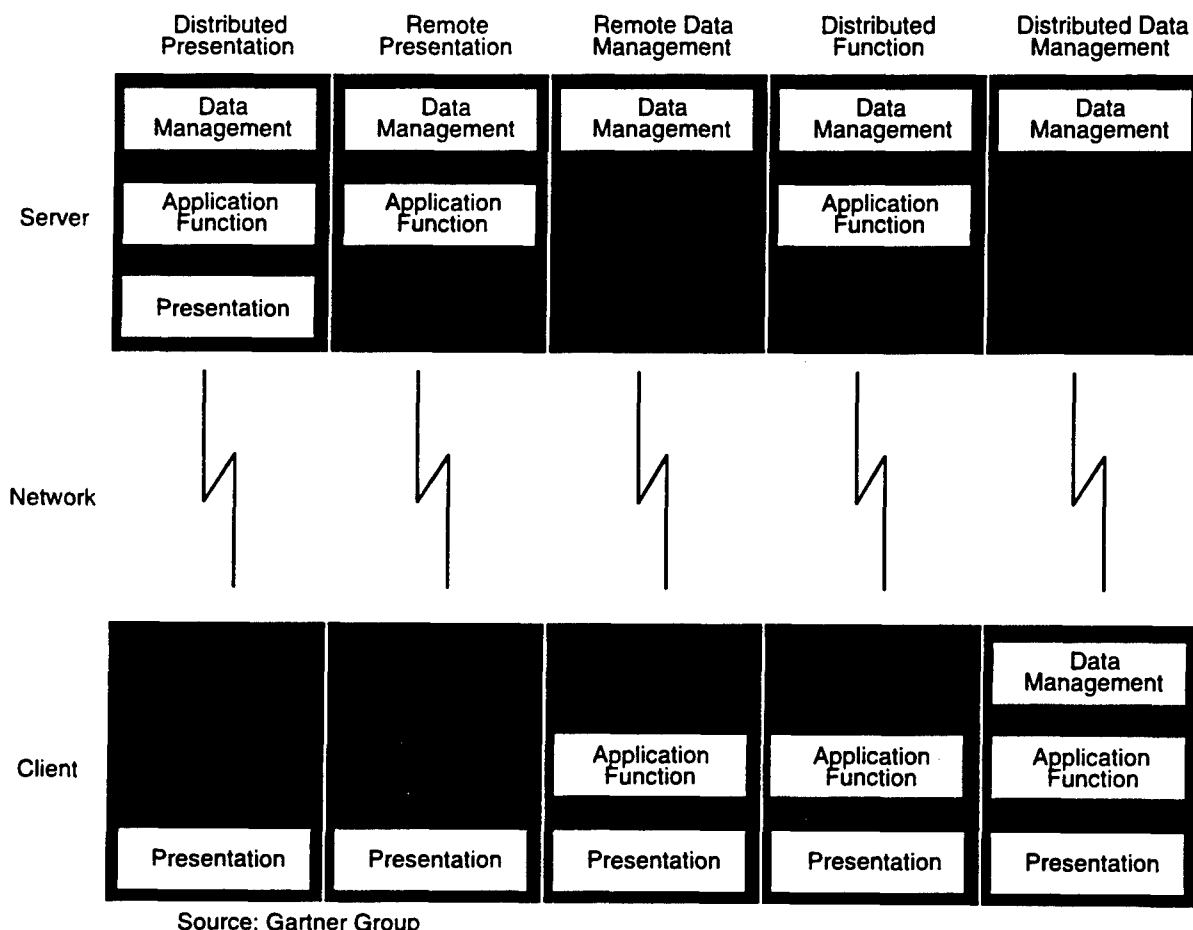 Distributed
Presentation
Remote
Presentation
Remote Data
Management
Distributed
Function
Distributed Data
Management
Server
Data
Management
Data
Management
Data
Management
Data
Management
Data
Management
Application
Function
Application
Function
Application
Function
Presentation
Network
Client
Data
Management
Application
Function
Application
Function
Application
Function
Presentation
Presentation
Presentation
Presentation
Presentation
Source: Gartner Group